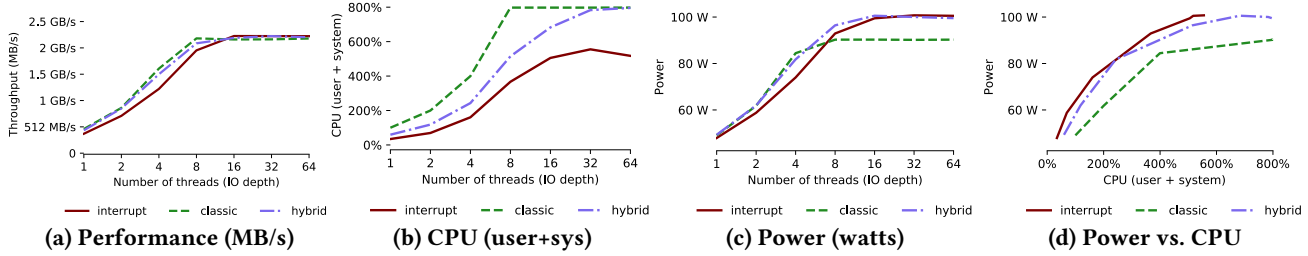 Throughput (MB/s)
2.5 GB/s
2 GB/s
1.5 GB/s
1 GB/s
512 MB/s
0
1 2 4 8 16 32 64
Number of threads (IO depth)
interrupt classic hybrid
(a) Performance (MB/s)
CPU (user + system)
800%
600%
400%
200%
0%
1 2 4 8 16 32 64
Number of threads (IO depth)
interrupt classic hybrid
(b) CPU (user+sys)
Power
100 W
80 W
60 W
1 2 4 8 16 32 64
Number of threads (IO depth)
interrupt classic hybrid
(c) Power (watts)
Power
100 W
80 W
60 W
0% 200% 400% 600% 800%
CPU (user + system)
interrupt classic hybrid
(d) Power vs. CPU